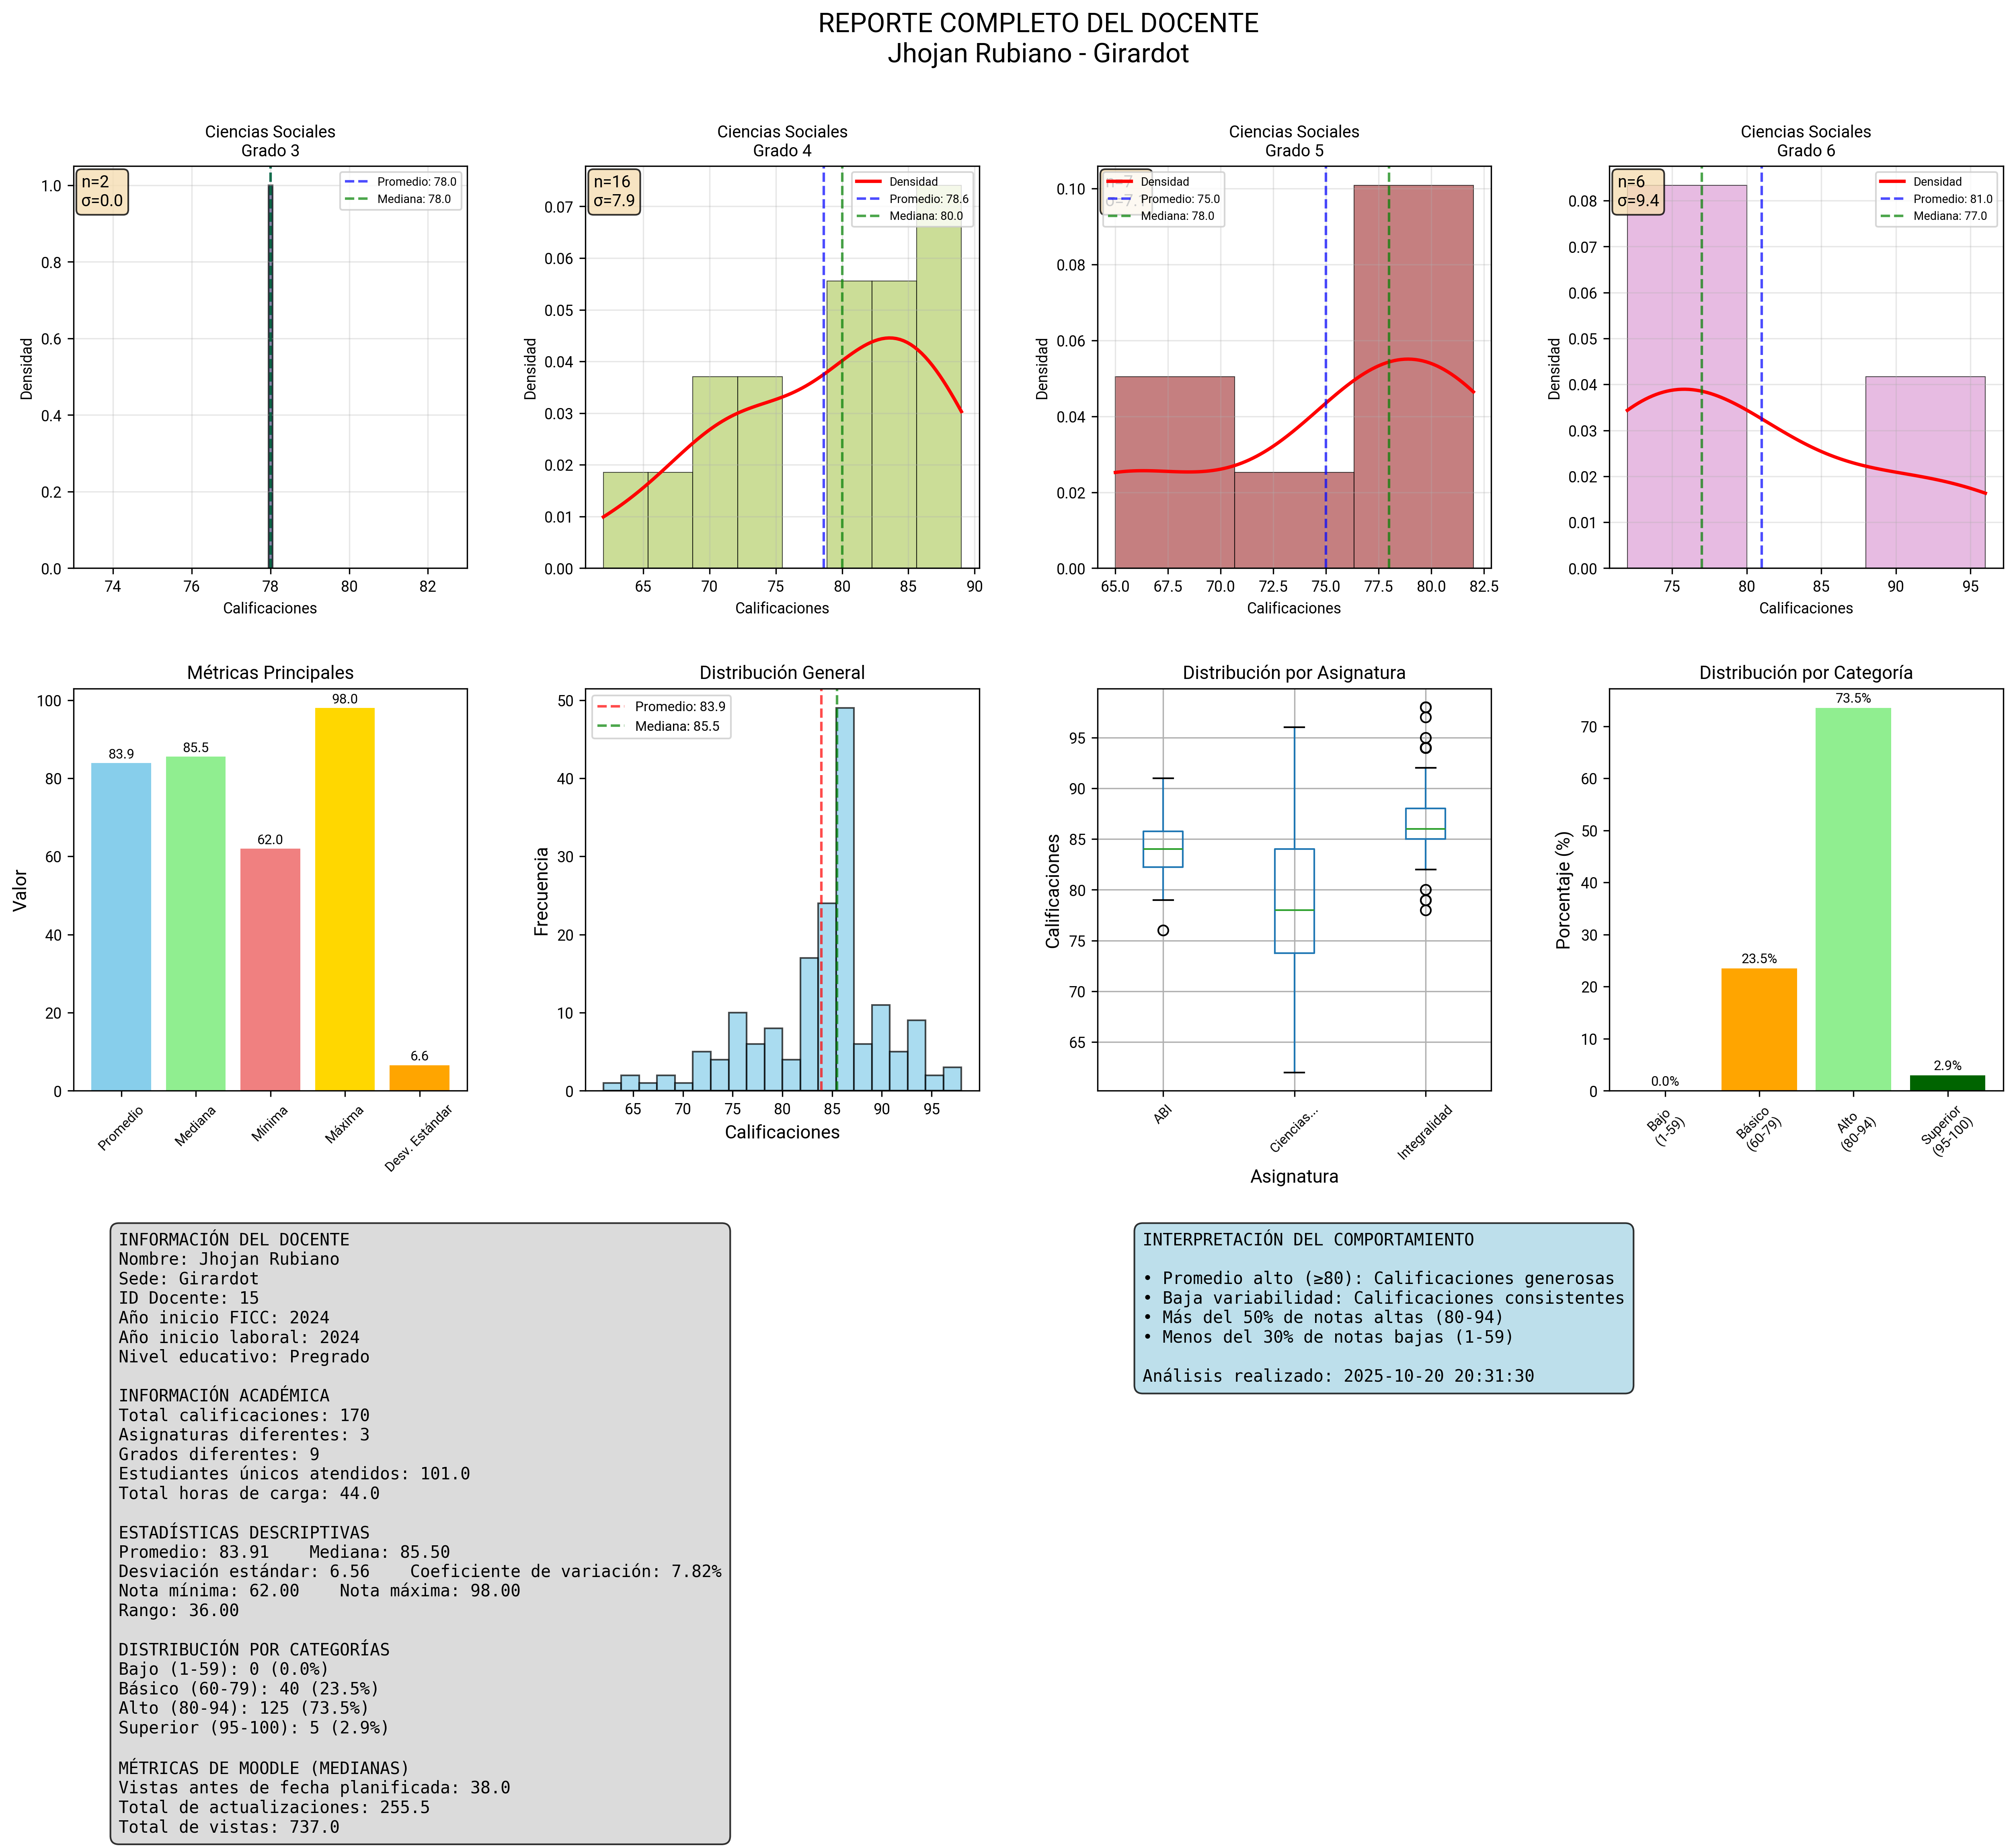 REPORTE COMPLETO DEL DOCENTE
Jhojan Rubiano - Girardot
Ciencias Sociales
Grado 3
n=2
σ=0.0
Promedio: 78.0
Mediana: 78.0
Densidad
1.0
0.8
0.6
0.4
0.2
0.0
74 76 78 80 82
Calificaciones
Ciencias Sociales
Grado 4
n=16
σ=7.9
Densidad
Promedio: 78.6
Mediana: 80.0
Densidad
0.07
0.06
0.05
0.04
0.03
0.02
0.01
0.00
65 70 75 80 85 90
Calificaciones
Ciencias Sociales
Grado 5
Densidad
Promedio: 75.0
Mediana: 78.0
Densidad
0.10
0.08
0.06
0.04
0.02
0.00
65.0 67.5 70.0 72.5 75.0 77.5 80.0 82.5
Calificaciones
Ciencias Sociales
Grado 6
n=6
σ=9.4
Densidad
Promedio: 81.0
Mediana: 77.0
Densidad
0.08
0.07
0.06
0.05
0.04
0.03
0.02
0.01
0.00
75 80 85 90 95
Calificaciones
Métricas Principales
Valor
100
80
60
40
20
0
83.9
85.5
62.0
98.0
6.6
Promedio
Mediana
Mínima
Máxima
Desv. Estándar
Distribución General
Promedio: 83.9
Mediana: 85.5
Frecuencia
50
40
30
20
10
0
65 70 75 80 85 90 95
Calificaciones
Distribución por Asignatura
Calificaciones
95
90
85
80
75
70
65
ABI
Ciencias...
Integralidad
Asignatura
Distribución por Categoría
Porcentaje (%)
70
60
50
40
30
20
10
0
0.0%
23.5%
73.5%
2.9%
Bajo
(1-59)
Básico
(60-79)
Alto
(80-94)
Superior
(95-100)
INFORMACIÓN DEL DOCENTE
Nombre: Jhojan Rubiano
Sede: Girardot
ID Docente: 15
Año inicio FICC: 2024
Año inicio laboral: 2024
Nivel educativo: Pregrado
INFORMACIÓN ACADÉMICA
Total calificaciones: 170
Asignaturas diferentes: 3
Grados diferentes: 9
Estudiantes únicos atendidos: 101.0
Total horas de carga: 44.0
ESTADÍSTICAS DESCRIPTIVAS
Promedio: 83.91    Mediana: 85.50
Desviación estándar: 6.56    Coeficiente de variación: 7.82%
Nota mínima: 62.00    Nota máxima: 98.00
Rango: 36.00
DISTRIBUCIÓN POR CATEGORÍAS
Bajo (1-59): 0 (0.0%)
Básico (60-79): 40 (23.5%)
Alto (80-94): 125 (73.5%)
Superior (95-100): 5 (2.9%)
MÉTRICAS DE MOODLE (MEDIANAS)
Vistas antes de fecha planificada: 38.0
Total de actualizaciones: 255.5
Total de vistas: 737.0
INTERPRETACIÓN DEL COMPORTAMIENTO
• Promedio alto (≥80): Calificaciones generosas
• Baja variabilidad: Calificaciones consistentes
• Más del 50% de notas altas (80-94)
• Menos del 30% de notas bajas (1-59)
Análisis realizado: 2025-10-20 20:31:30